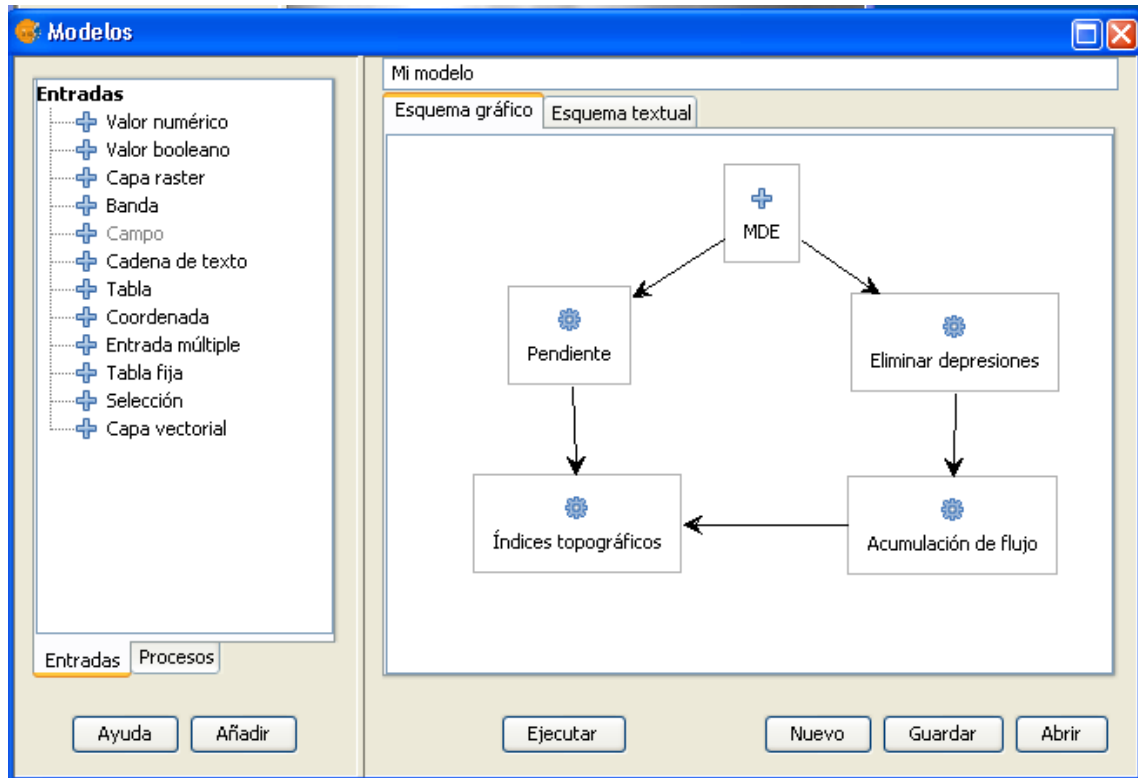 Modelos
Entradas
Valor numérico
Valor booleano
Capa raster
Banda
Campo
Cadena de texto
Tabla
Coordenada
Entrada múltiple
Tabla fija
Selección
Capa vectorial
Entradas Procesos
Ayuda Añadir
Mi modelo
Esquema gráfico Esquema textual
MDE
Pendiente
Eliminar depresiones
Índices topográficos
Acumulación de flujo
Ejecutar Nuevo Guardar Abrir